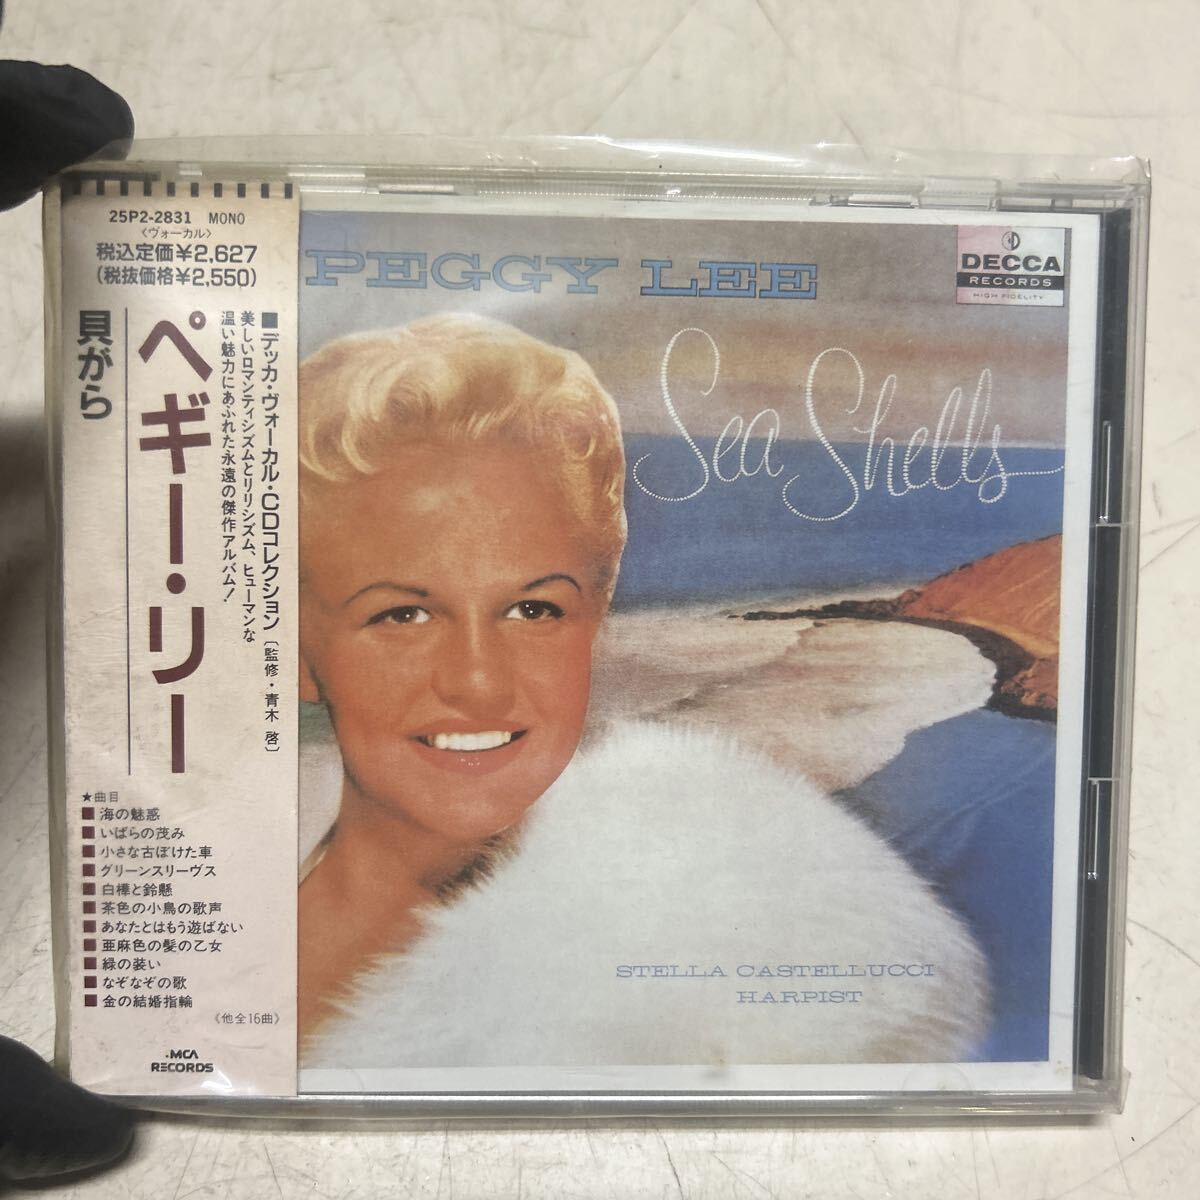 25P2-2831 MONO
〈ヴォーカル〉
税込定価¥2,627
(税抜価格¥2,550)
■デッカ・ヴォーカル・CDコレクション〔監修・青木 啓〕
美しいロマンティシズムとリリシズム、ヒューマンな
温い魅力にあふれた永遠の傑作アルバム!
ペギー・リー
貝がら
★曲目
■海の魅惑
■いばらの茂み
■小さな古ぼけた車
■グリーンスリーヴス
■白樺と鈴懸
■茶色の小鳥の歌声
■あなたとはもう遊ばない
■亜麻色の髪の乙女
■緑の装い
■なぞなぞの歌
■金の結婚指輪
《他全16曲》
MCA
RECORDS
PEGGY LEE
DECCA
RECORDS
HIGH FIDELITY
Sea Shells
STELLA CASTELLUCCI
HARPIST